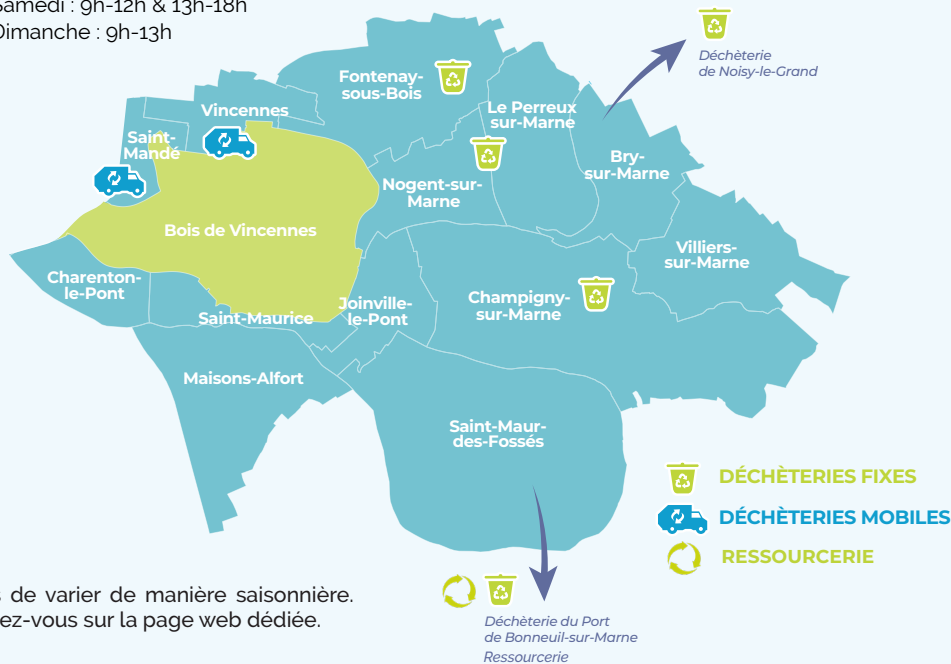 Samedi : 9h-12h & 13h-18h
Dimanche : 9h-13h
Déchèterie
de Noisy-le-Grand
Fontenay-
sous-Bois
Vincennes
Le Perreux
sur-Marne
Saint-
Mandé
Bry-
sur-Marne
Nogent-sur-
Marne
Bois de Vincennes
Villiers-
sur-Marne
Charenton-
le-Pont
Saint-Maurice
Joinville-
le-Pont
Champigny-
sur-Marne
Maisons-Alfort
Saint-Maur-
des-Fossés
DÉCHÈTERIES FIXES
DÉCHÈTERIES MOBILES
RESSOURCERIE
de varier de manière saisonnière.
ez-vous sur la page web dédiée.
Déchèterie du Port
de Bonneuil-sur-Marne
Ressourcerie